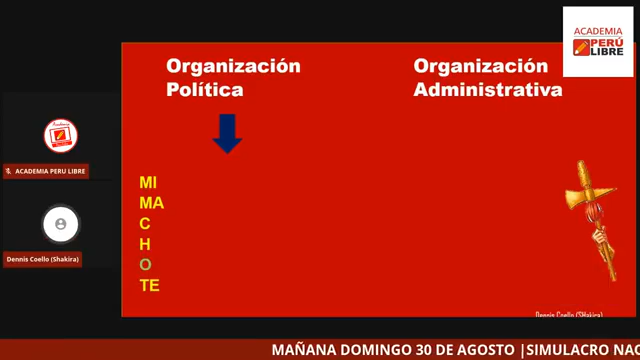 ACADEMIA
PERÚ
LIBRE
Organización
Política
Organización
Administrativa
MI
MA
C
H
O
TE
ACADEMIA PERU LIBRE
Dennis Coello (Shakira)
Dennis Coello (SHakira)
MAÑANA DOMINGO 30 DE AGOSTO |SIMULACRO NAC